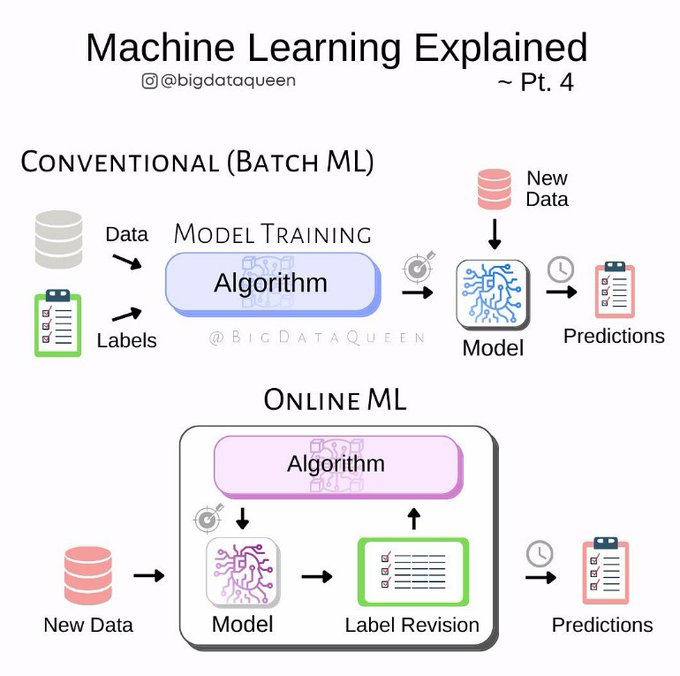 Machine Learning Explained
@bigdataqueen
~ Pt. 4
CONVENTIONAL (BATCH ML)
New
Data
Data
MODEL TRAINING
Algorithm
Labels
@BIGDATAQUEEN
Model
Predictions
ONLINE ML
Algorithm
New Data
Model
Label Revision
Predictions